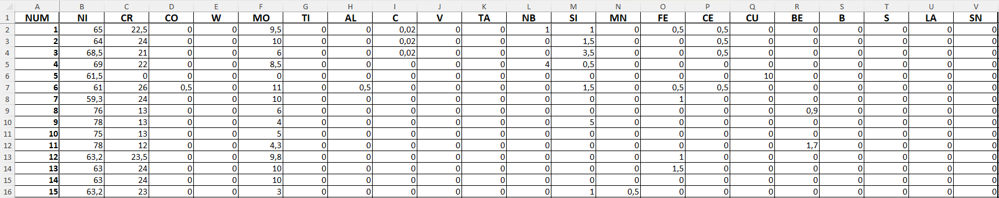 A B C D E F G H I J K L M N O P Q R S T U V
1 NUM NI CR CO W MO TI AL C V TA NB SI MN FE CE CU BE B S LA SN
2 1 65 22,5 0 0 9,5 0 0 0,02 0 0 1 1 0 0,5 0,5 0 0 0 0 0 0
3 2 64 24 0 0 10 0 0 0,02 0 0 0 1,5 0 0 0,5 0 0 0 0 0 0
4 3 68,5 21 0 0 6 0 0 0,02 0 0 0 3,5 0 0 0,5 0 0 0 0 0 0
5 4 69 22 0 0 8,5 0 0 0 0 0 4 0,5 0 0 0 0 0 0 0 0 0
6 5 61,5 0 0 0 0 0 0 0 0 0 0 0 0 0 0 10 0 0 0 0 0
7 6 61 26 0,5 0 11 0 0,5 0 0 0 0 1,5 0 0,5 0,5 0 0 0 0 0 0
8 7 59,3 24 0 0 10 0 0 0 0 0 0 0 0 1 0 0 0 0 0 0 0
9 8 76 13 0 0 6 0 0 0 0 0 0 0 0 0 0 0 0,9 0 0 0 0
10 9 78 13 0 0 4 0 0 0 0 0 0 5 0 0 0 0 0 0 0 0 0
11 10 75 13 0 0 5 0 0 0 0 0 0 0 0 0 0 0 0 0 0 0 0
12 11 78 12 0 0 4,3 0 0 0 0 0 0 0 0 0 0 0 1,7 0 0 0 0
13 12 63,2 23,5 0 0 9,8 0 0 0 0 0 0 0 0 1 0 0 0 0 0 0 0
14 13 63 24 0 0 10 0 0 0 0 0 0 0 0 1,5 0 0 0 0 0 0 0
15 14 63 24 0 0 10 0 0 0 0 0 0 0 0 0 0 0 0 0 0 0 0
16 15 63,2 23 0 0 3 0 0 0 0 0 0 1 0,5 0 0 0 0 0 0 0 0